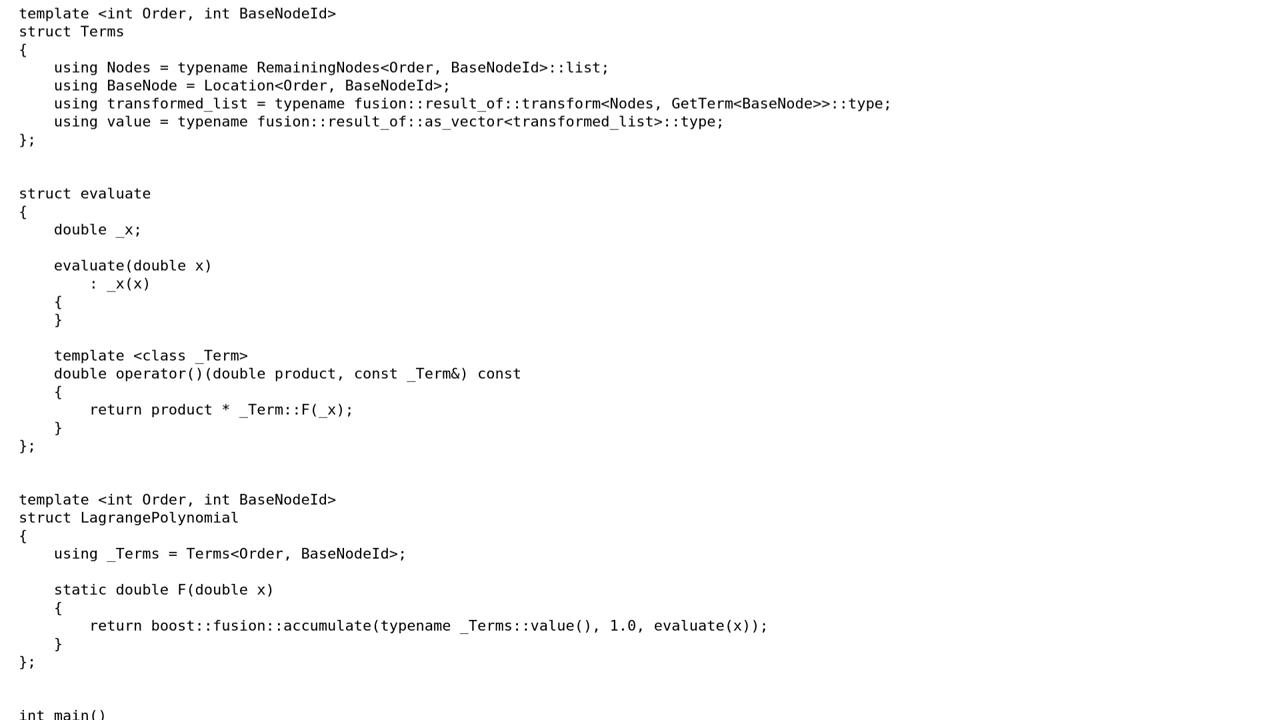 template <int Order, int BaseNodeId>
struct Terms
{
    using Nodes = typename RemainingNodes<Order, BaseNodeId>::list;
    using BaseNode = Location<Order, BaseNodeId>;
    using transformed_list = typename fusion::result_of::transform<Nodes, GetTerm<BaseNode>>::type;
    using value = typename fusion::result_of::as_vector<transformed_list>::type;
};
struct evaluate
{
    double _x;
    evaluate(double x)
        : _x(x)
    {
    }
    template <class _Term>
    double operator()(double product, const _Term&) const
    {
        return product * _Term::F(_x);
    }
};
template <int Order, int BaseNodeId>
struct LagrangePolynomial
{
    using _Terms = Terms<Order, BaseNodeId>;
    static double F(double x)
    {
        return boost::fusion::accumulate(typename _Terms::value(), 1.0, evaluate(x));
    }
};
int main()